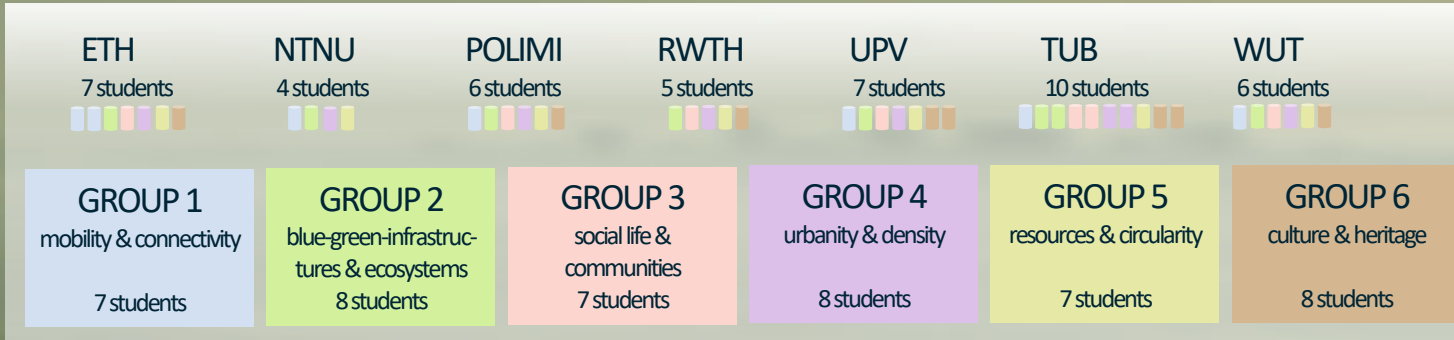 ETH
7 students
NTNU
4 students
POLIMI
6 students
RWTH
5 students
UPV
7 students
TUB
10 students
WUT
6 students
GROUP 1
mobility & connectivity
7 students
GROUP 2
blue-green-infrastruc-
tures & ecosystems
8 students
GROUP 3
social life &
communities
7 students
GROUP 4
urbanity & density
8 students
GROUP 5
resources & circularity
7 students
GROUP 6
culture & heritage
8 students